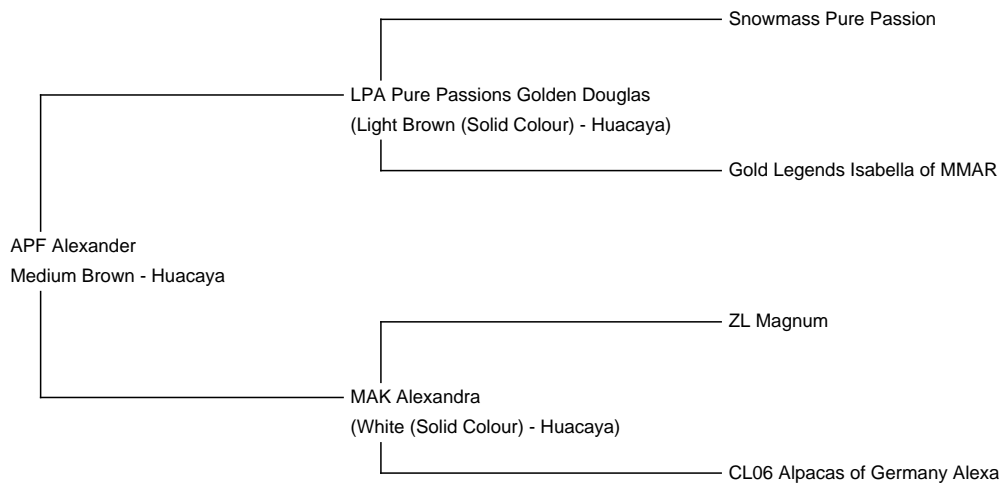 Snowmass Pure Passion
LPA Pure Passions Golden Douglas
(Light Brown (Solid Colour) - Huacaya)
Gold Legends Isabella of MMAR
APF Alexander
Medium Brown - Huacaya
ZL Magnum
MAK Alexandra
(White (Solid Colour) - Huacaya)
CL06 Alpacas of Germany Alexa